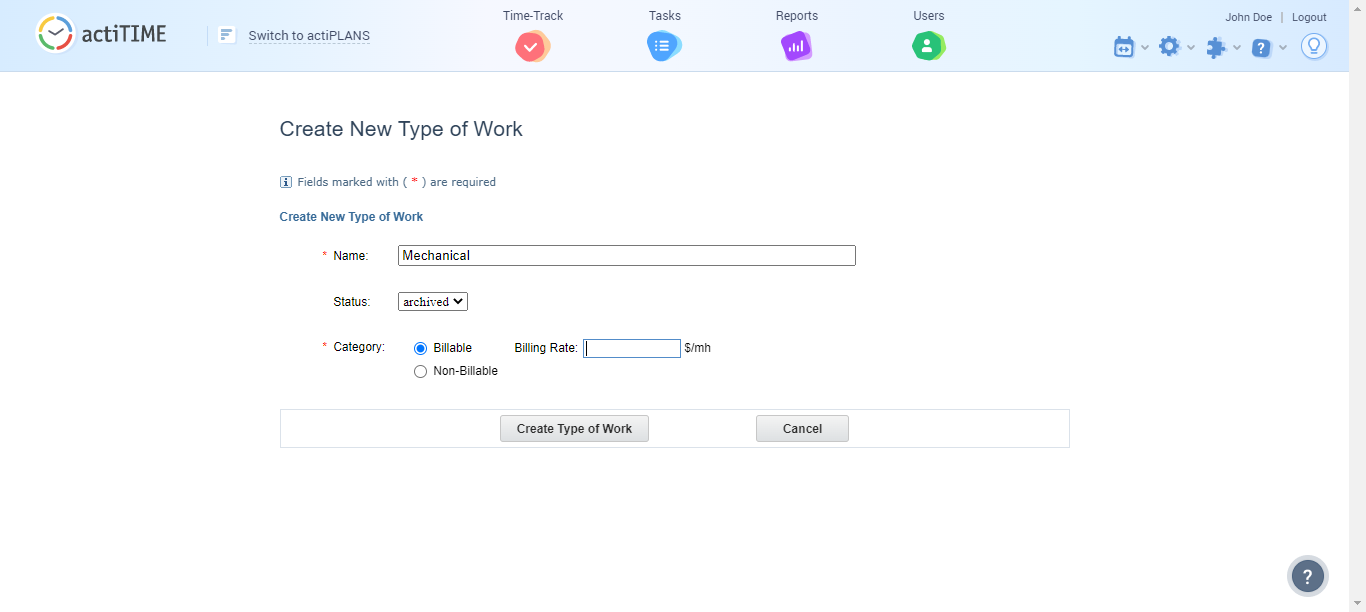 actiTIME
Switch to actiPLANS
Time-Track
Tasks
Reports
Users
John Doe | Logout
?
Create New Type of Work
Fields marked with ( * ) are required
Create New Type of Work
* Name: Mechanical
Status: archived
* Category: Billable Billing Rate: $/mh
Non-Billable
Create Type of Work Cancel
?